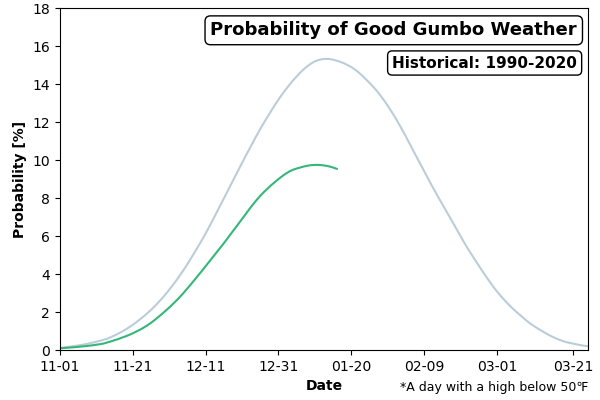 Probability of Good Gumbo Weather
Historical: 1990-2020
Probability [%]
18
16
14
12
10
8
6
4
2
0
11-01 11-21 12-11 12-31 01-20 02-09 03-01 03-21
Date
*A day with a high below 50°F